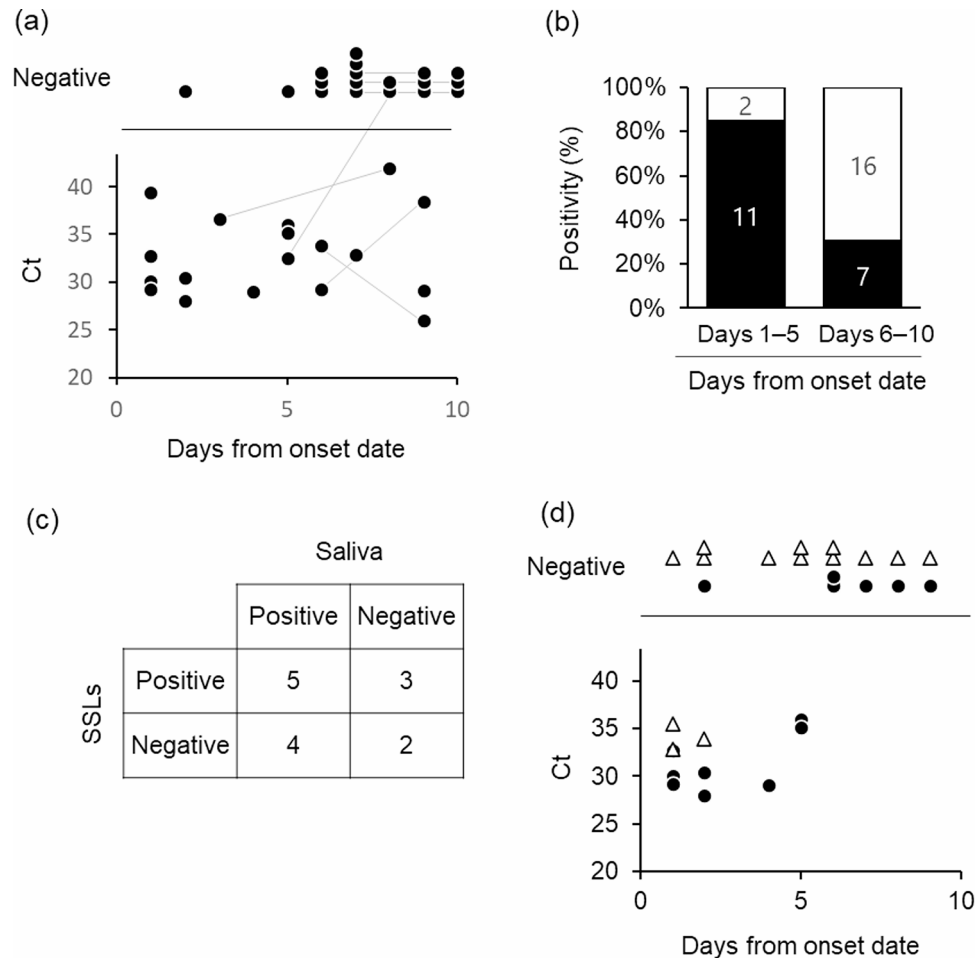 (a)
Negative
Ct
40
35
30
25
20
0
5
10
Days from onset date
(b)
Positivity (%)
100%
80%
60%
40%
20%
0%
2
11
16
7
Days 1–5
Days 6–10
Days from onset date
(c)
Saliva
Positive Negative
SSLs
Positive 5 3
Negative 4 2
(d)
Negative
Ct
40
35
30
25
20
0
5
10
Days from onset date